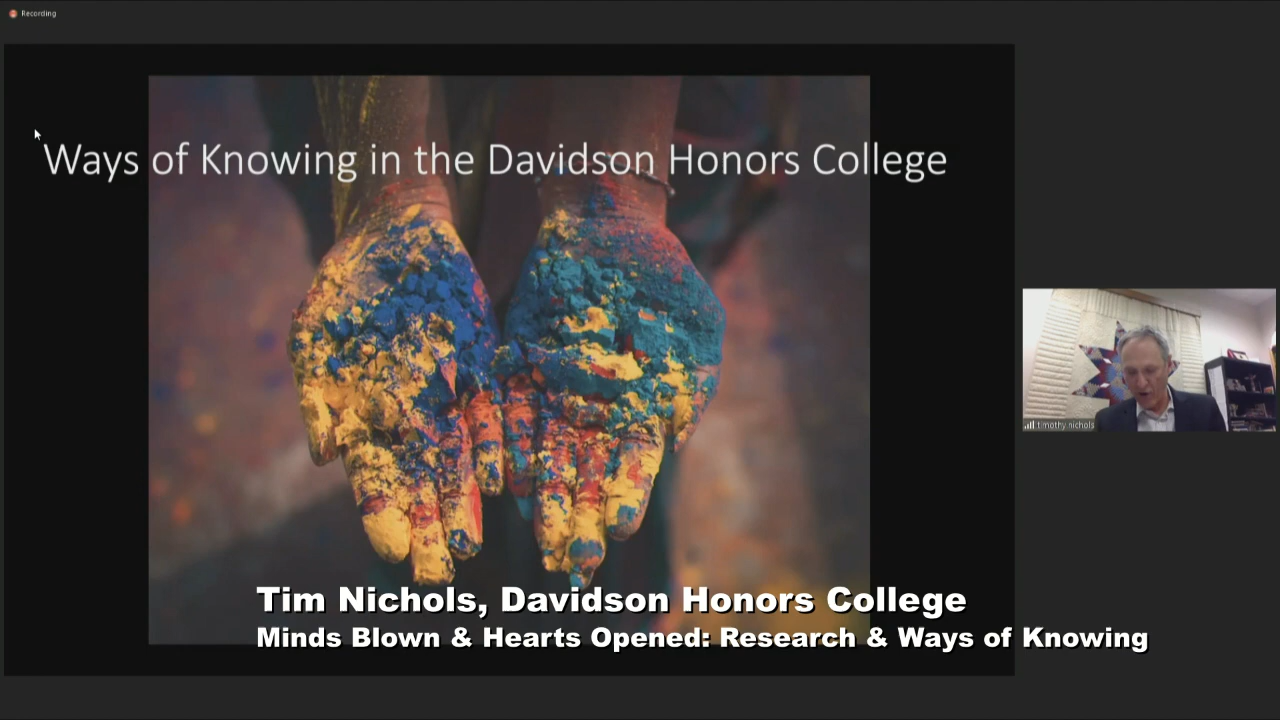 Recording
Ways of Knowing in the Davidson Honors College
timothy.nichols
Tim Nichols, Davidson Honors College
Minds Blown & Hearts Opened: Research & Ways of Knowing